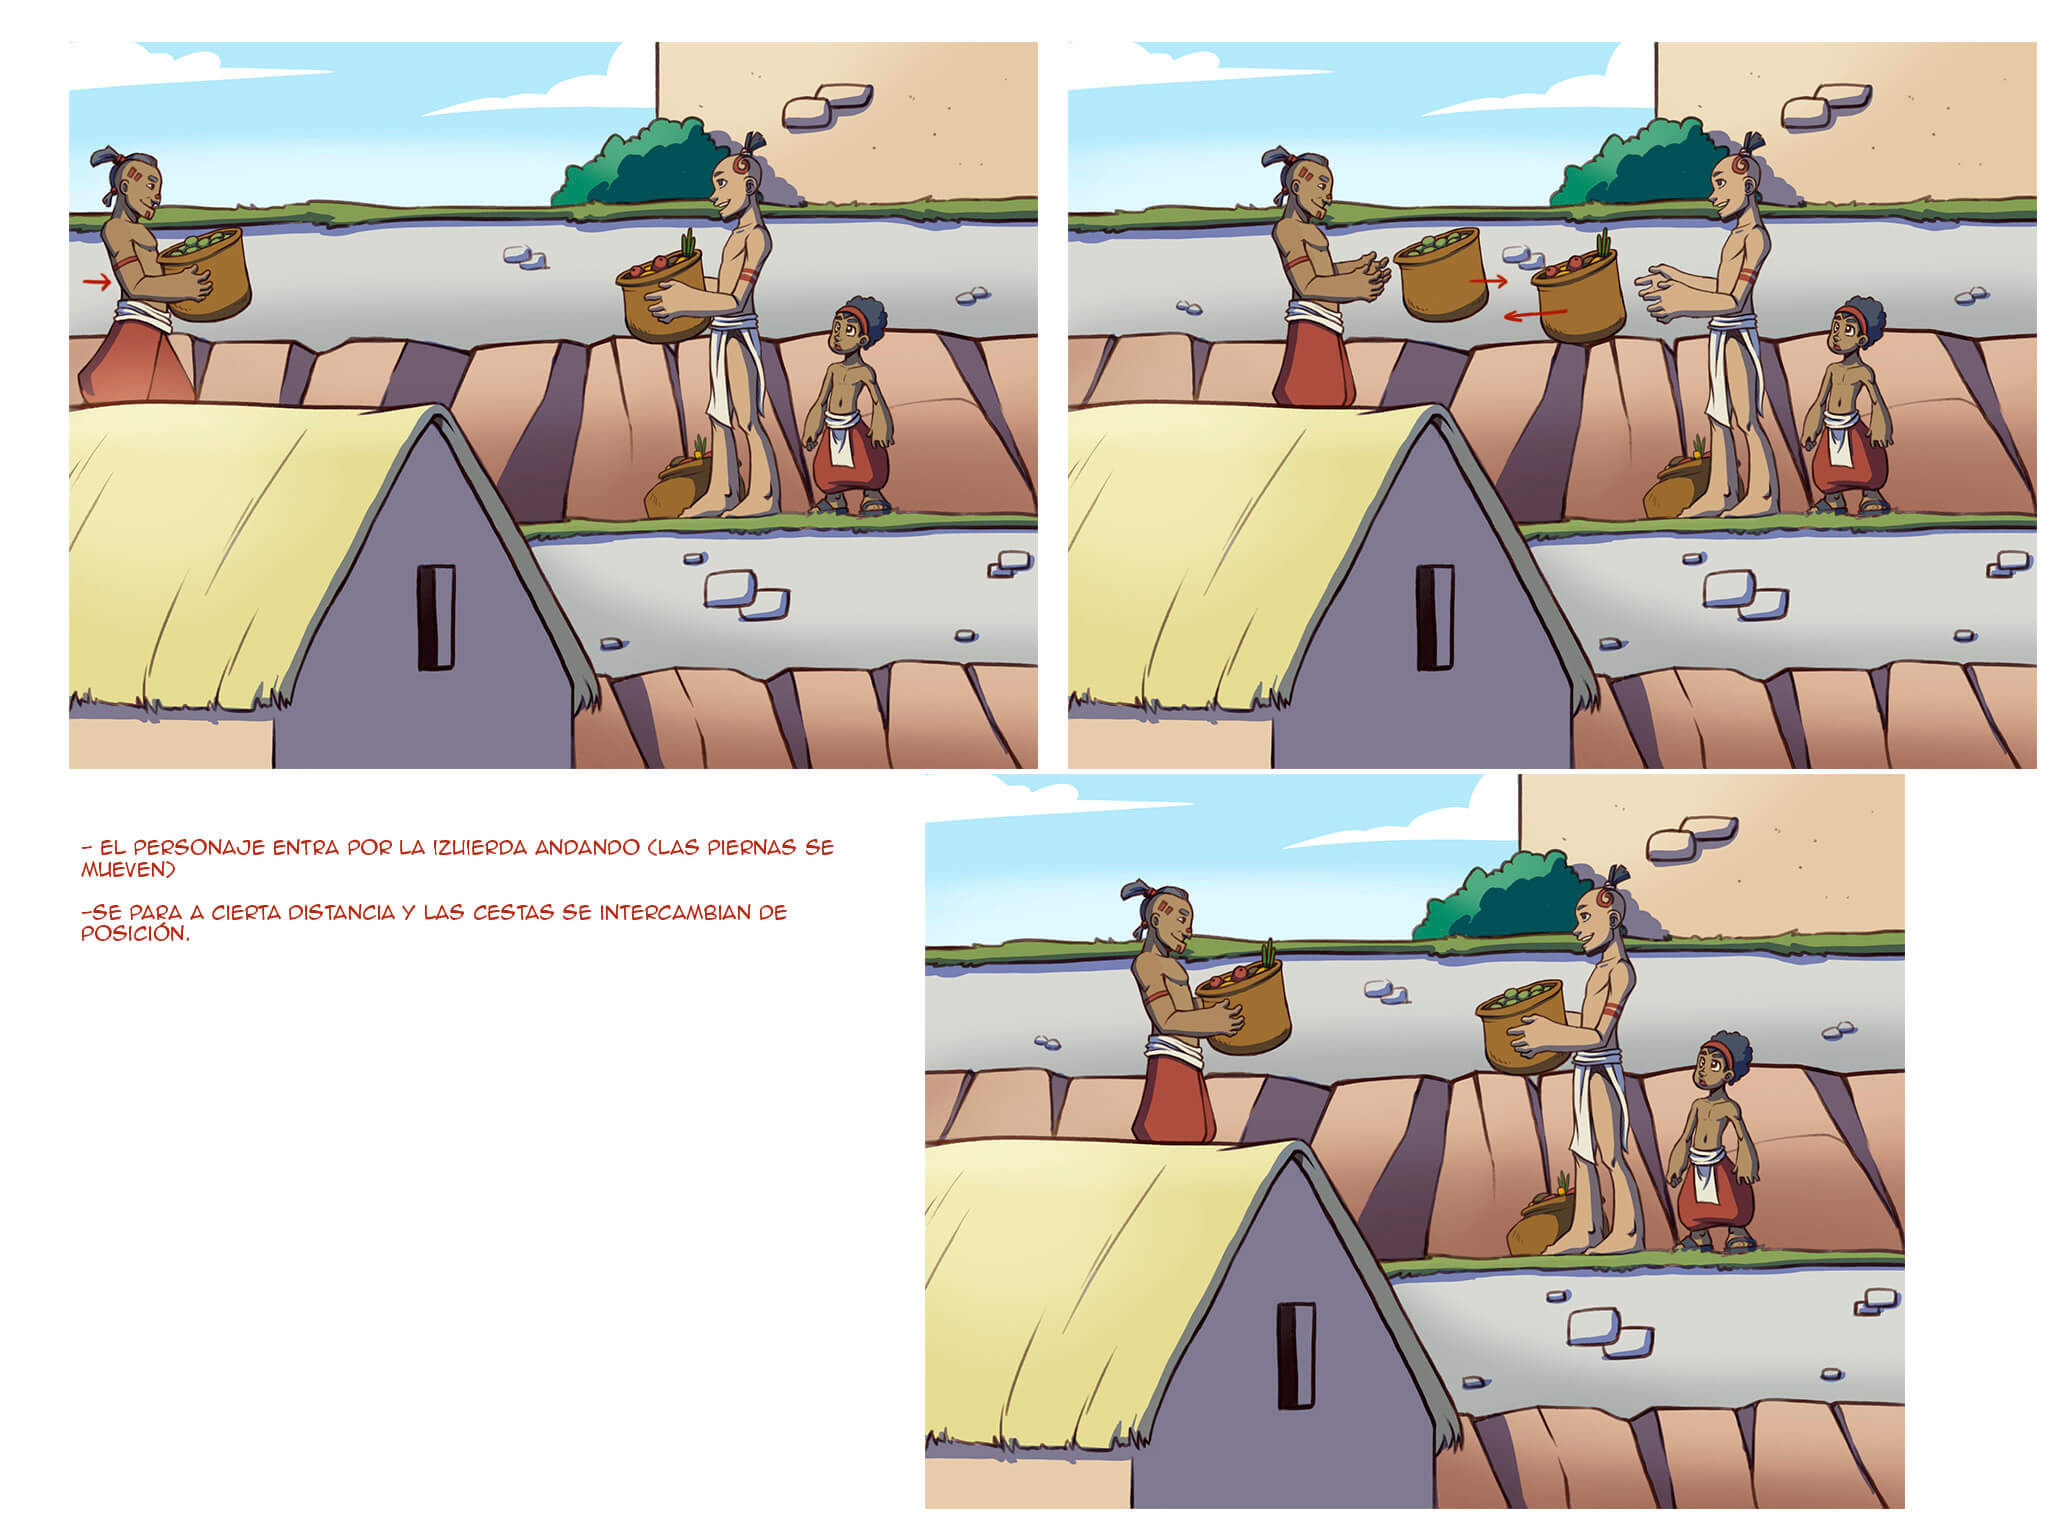 - EL PERSONAJE ENTRA POR LA IZUIERDA ANDANDO (LAS PIERNAS SE
MUEVEN)
-SE PARA A CIERTA DISTANCIA Y LAS CESTAS SE INTERCAMBIAN DE
POSICIÓN.